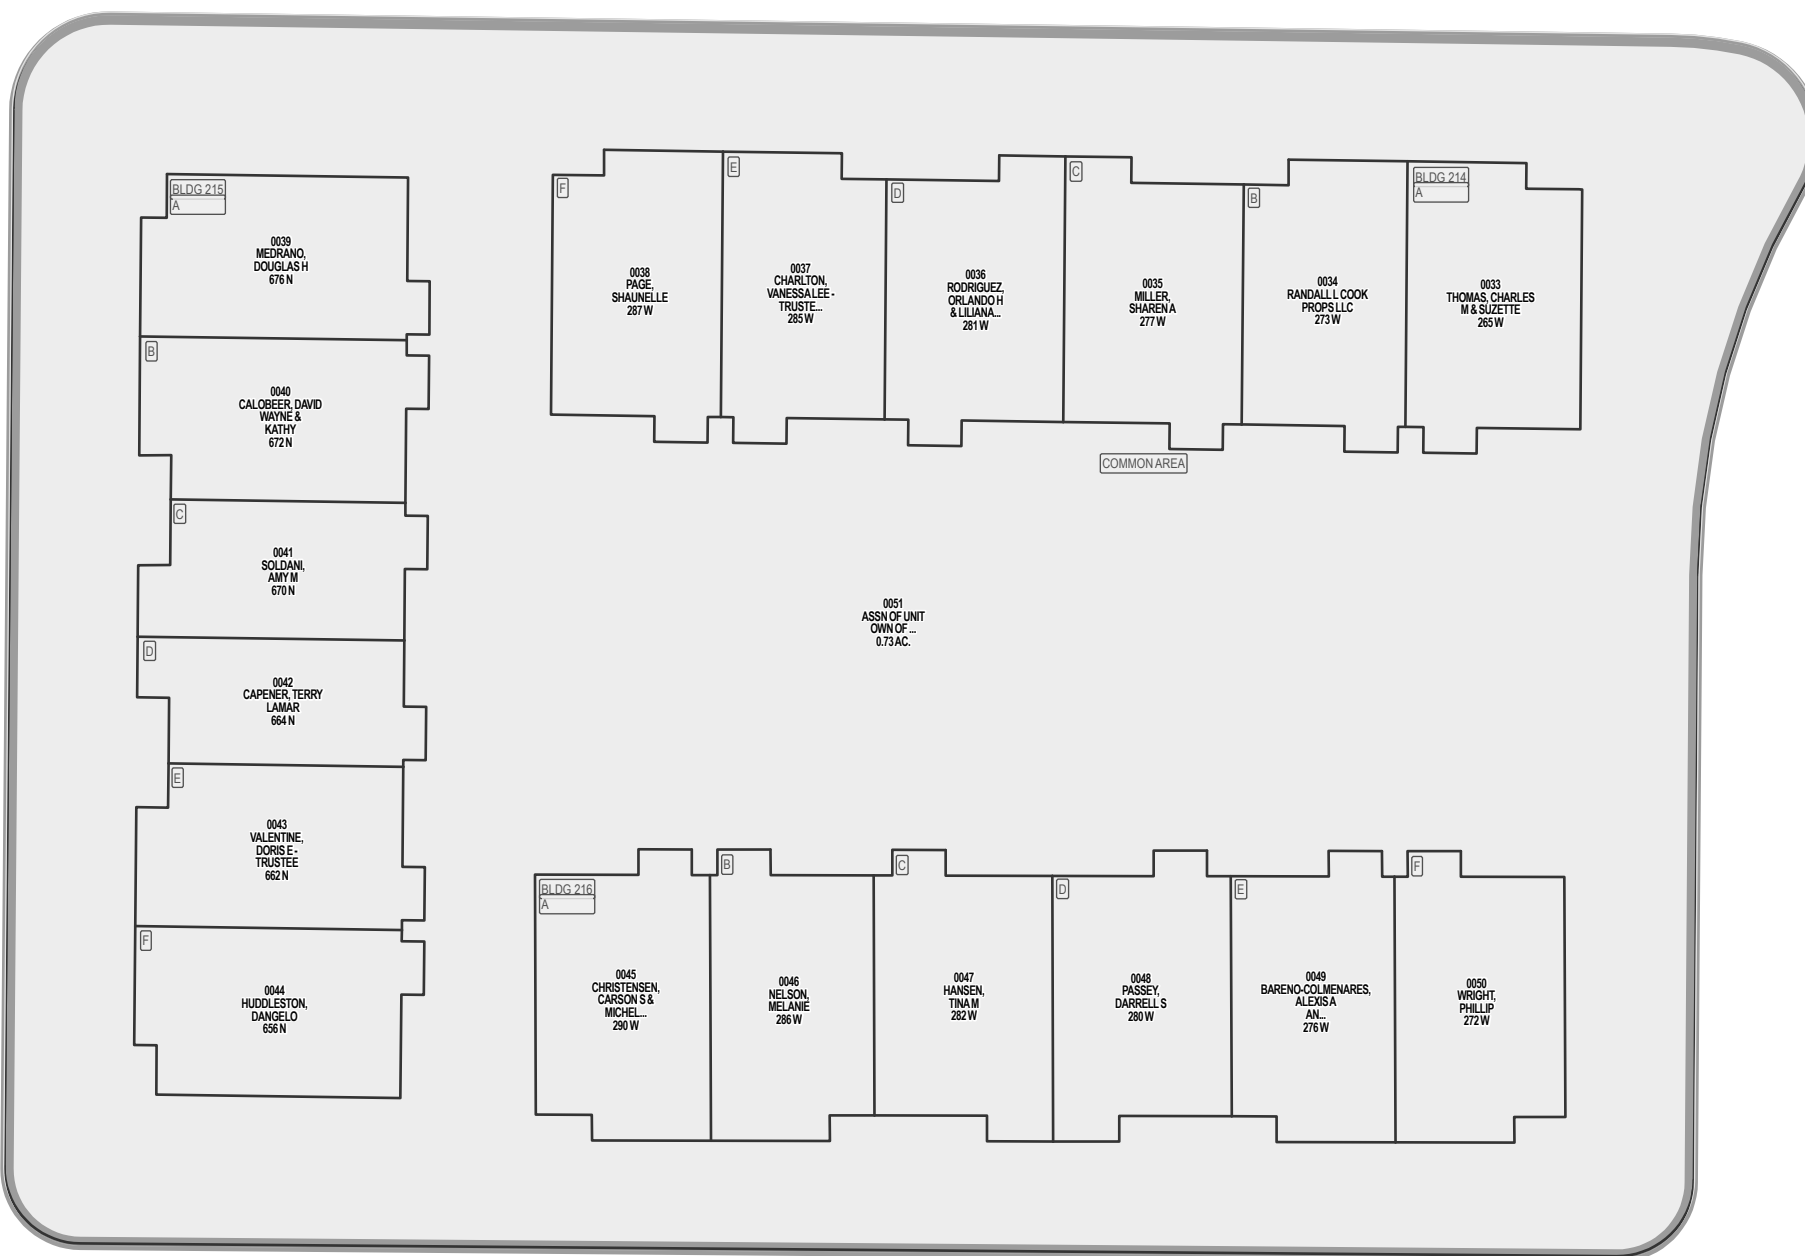 BLDG 215
A
0039
MEDRANO,
DOUGLAS H
676 N
B
0040
CALOBEER, DAVID
WAYNE &
KATHY
672 N
C
0041
SOLDANI,
AMY M
670 N
D
0042
CAPENER, TERRY
LAMAR
664 N
E
0043
VALENTINE,
DORIS E -
TRUSTEE
662 N
F
0044
HUDDLESTON,
DANGELO
656 N
F
0038
PAGE,
SHAUNELLE
287 W
E
0037
CHARLTON,
VANESSA LEE -
TRUSTE...
285 W
D
0036
RODRIGUEZ,
ORLANDO H
& LILIANA...
281 W
C
0035
MILLER,
SHAREN A
277 W
B
0034
RANDALL L COOK
PROPS LLC
273 W
BLDG 214
A
0033
THOMAS, CHARLES
M & SUZETTE
265 W
COMMON AREA
0051
ASSN OF UNIT
OWN OF ...
0.73 AC.
BLDG 216
A
0045
CHRISTENSEN,
CARSON S &
MICHEL...
290 W
B
0046
NELSON,
MELANIE
286 W
C
0047
HANSEN,
TINA M
282 W
D
0048
PASSEY,
DARRELL S
280 W
E
0049
BARENO-COLMENARES,
ALEXIS A
AN...
276 W
F
0050
WRIGHT,
PHILLIP
272 W